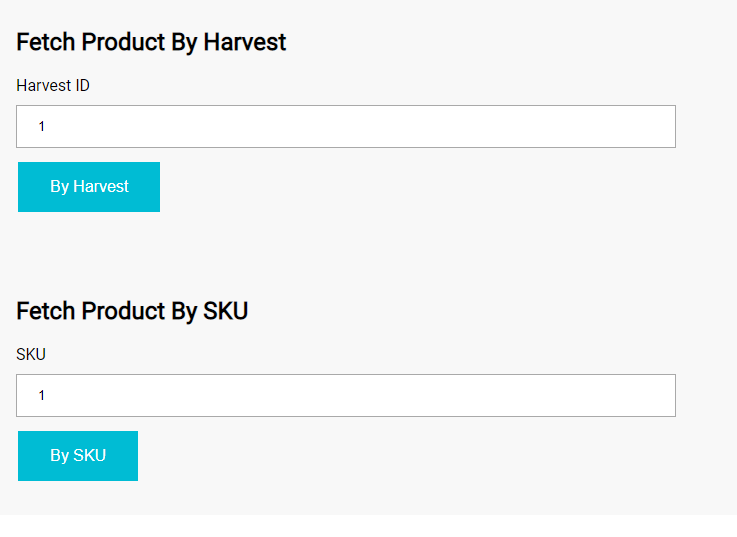 Fetch Product By Harvest
Harvest ID
1
By Harvest
Fetch Product By SKU
SKU
1
By SKU